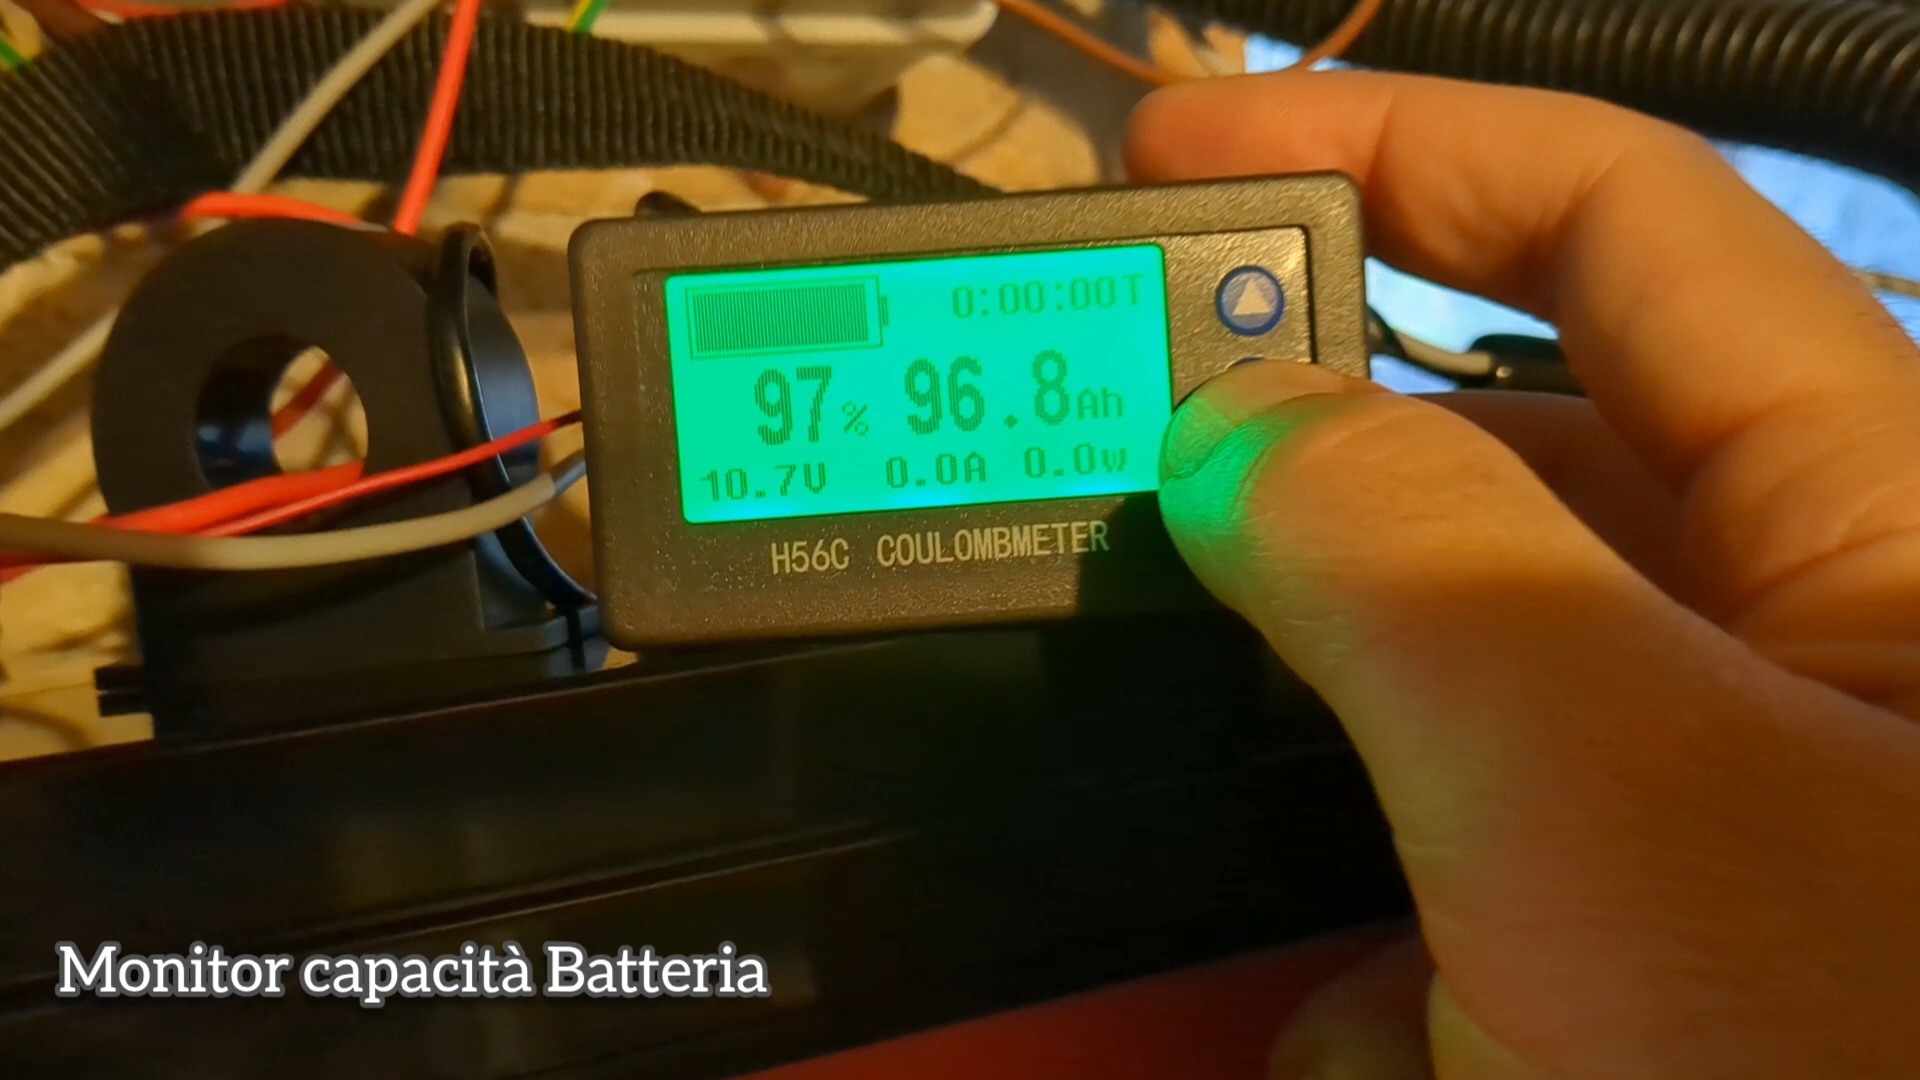 0:00:00T
97% 96.8Ah
10.7V 0.0A 0.0w
H56C COULOMBMETER
Monitor capacità Batteria